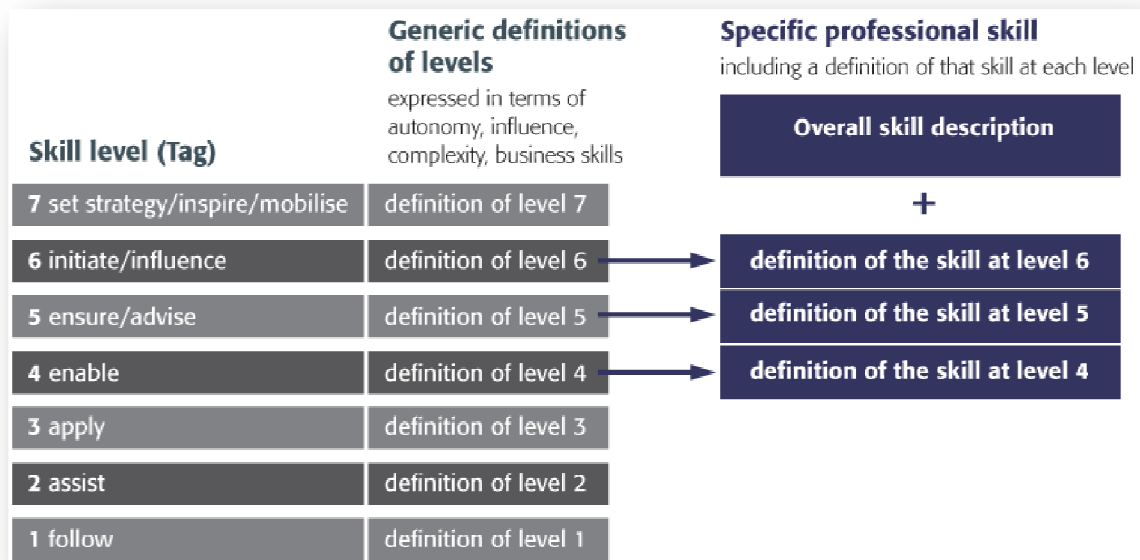 Generic definitions
of levels
expressed in terms of
autonomy, influence,
complexity, business skills
Specific professional skill
including a definition of that skill at each level
Overall skill description
+
Skill level (Tag)
7 set strategy/inspire/mobilise
definition of level 7
6 initiate/influence
definition of level 6
definition of the skill at level 6
5 ensure/advise
definition of level 5
definition of the skill at level 5
4 enable
definition of level 4
definition of the skill at level 4
3 apply
definition of level 3
2 assist
definition of level 2
1 follow
definition of level 1